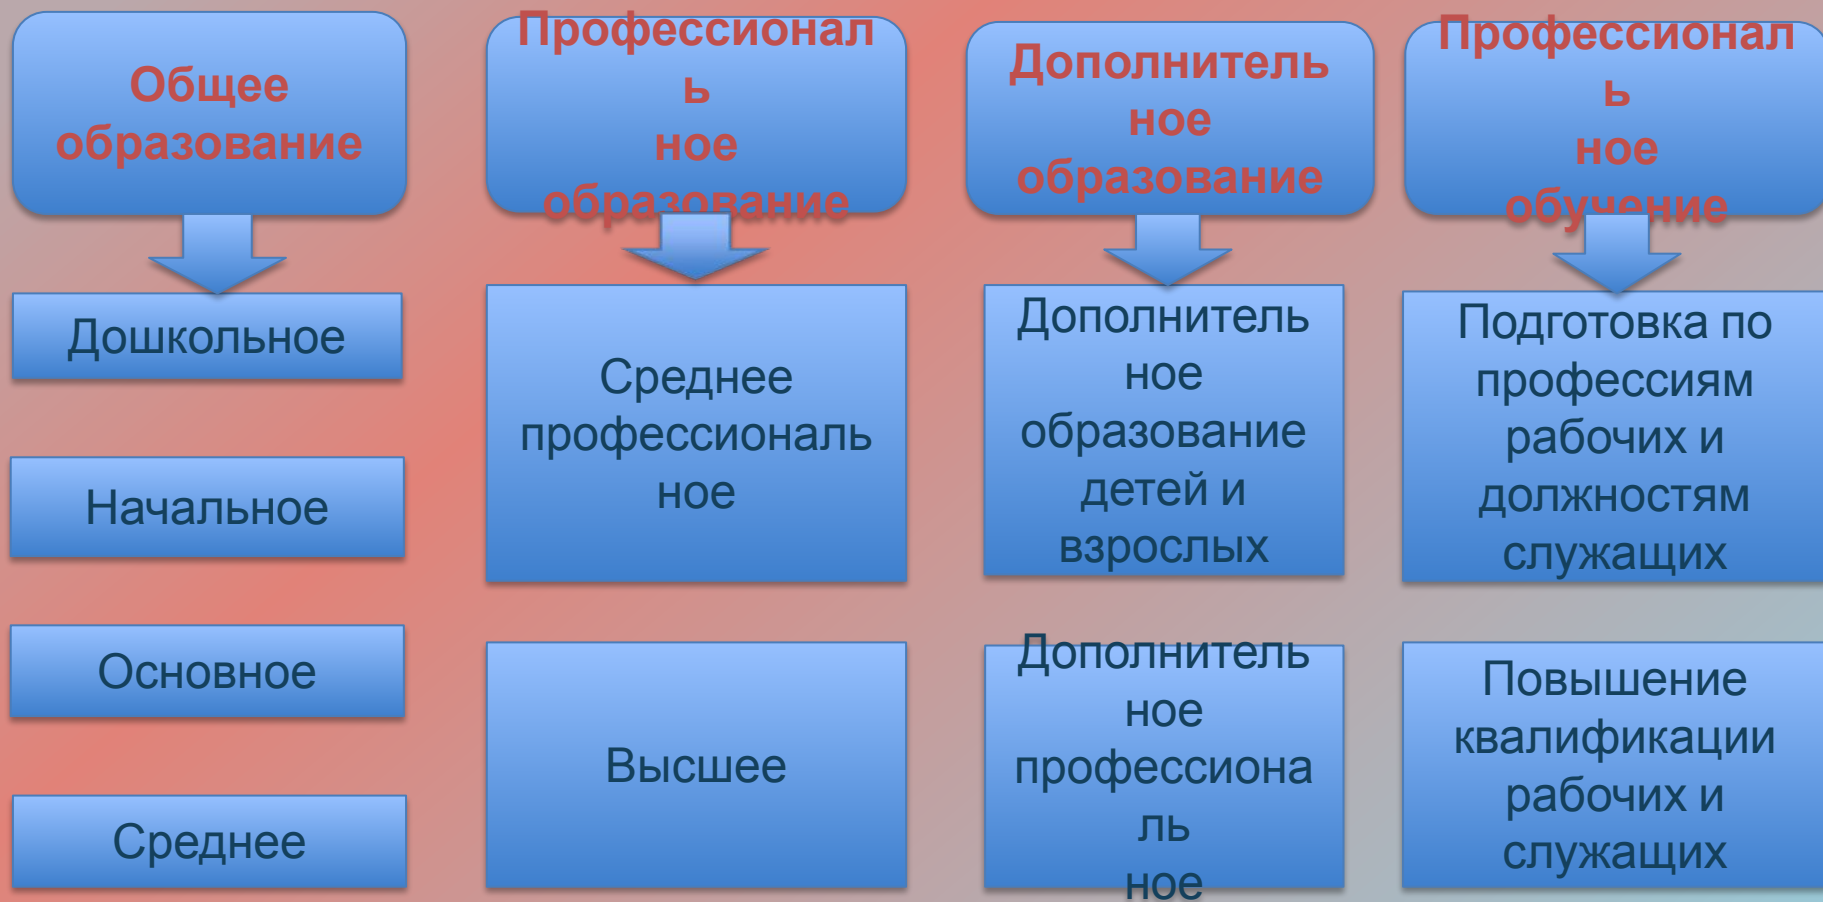 Общее
образование
Профессионал
ь
ное
образование
Дополнитель
ное
образование
Профессионал
ь
ное
обучение
Дошкольное
Начальное
Основное
Среднее
Среднее
профессиональ
ное
Высшее
Дополнитель
ное
образование
детей и
взрослых
Дополнитель
ное
профессиона
ль
ное
Подготовка по
профессиям
рабочих и
должностям
служащих
Повышение
квалификации
рабочих и
служащих